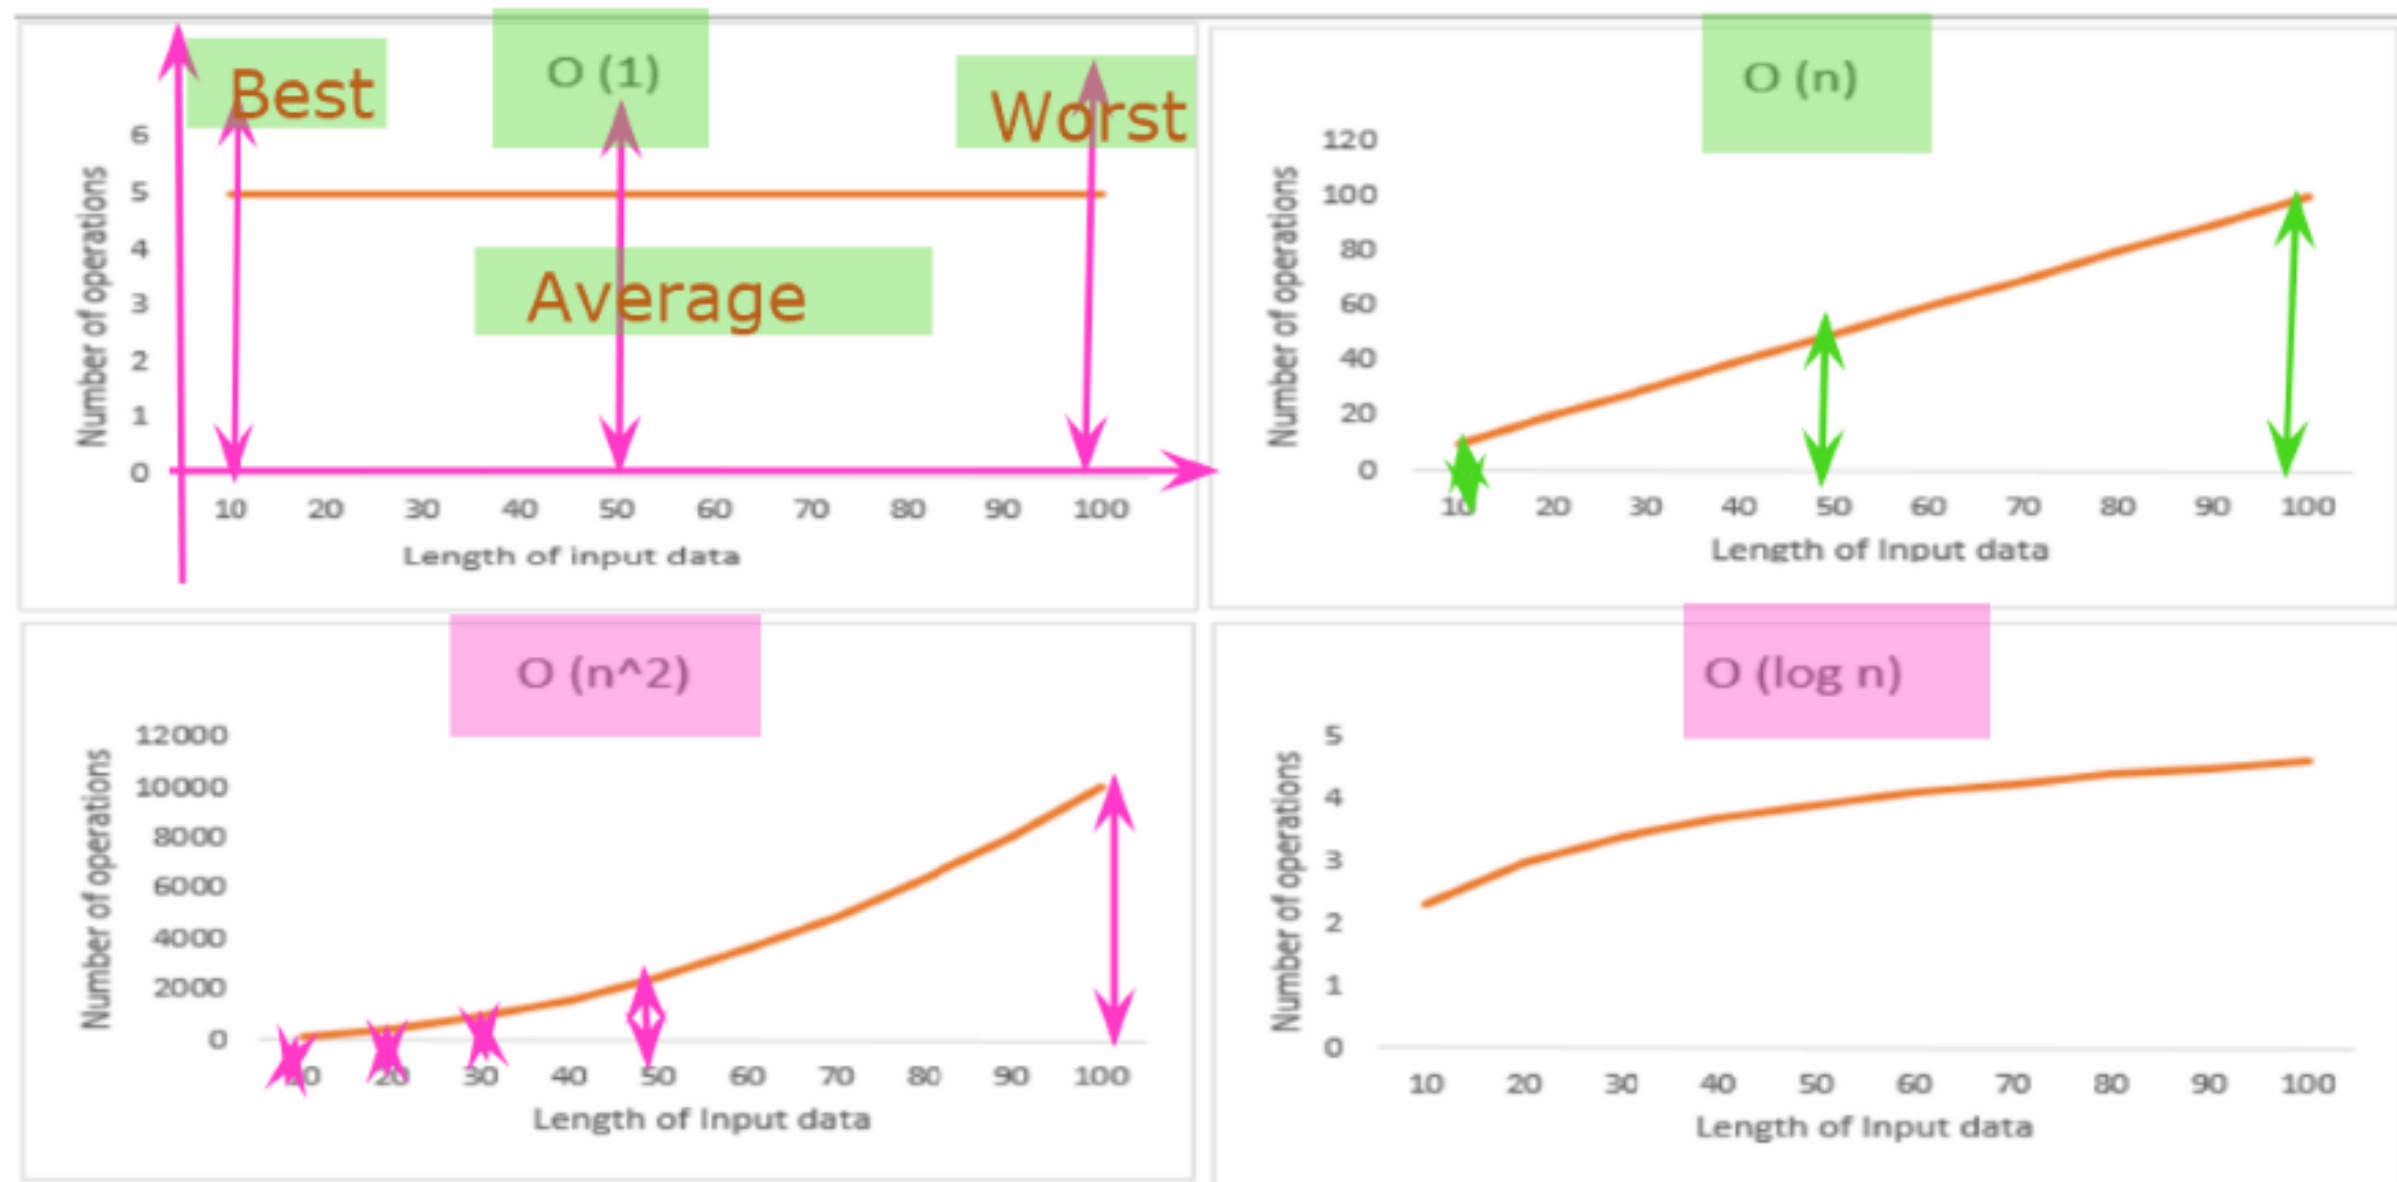 O (1)
Best
Worst
Average
Number of operations
6
5
4
3
2
1
0
10 20 30 40 50 60 70 80 90 100
Length of input data
O (n)
Number of operations
120
100
80
60
40
20
0
10 20 30 40 50 60 70 80 90 100
Length of Input data
O (n^2)
Number of operations
12000
10000
8000
6000
4000
2000
0
10 20 30 40 50 60 70 80 90 100
Length of Input data
O (log n)
Number of operations
5
4
3
2
1
0
10 20 30 40 50 60 70 80 90 100
Length of Input data